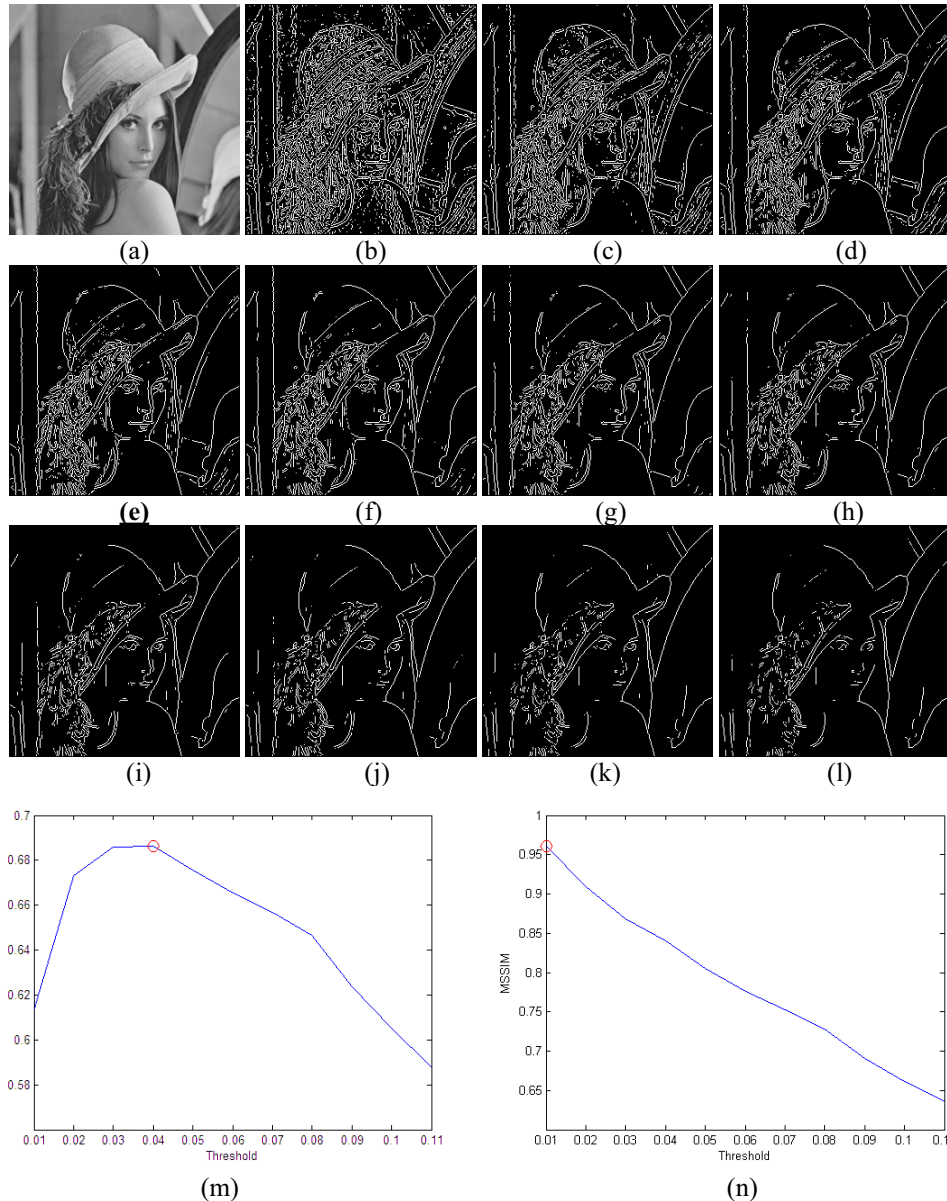 (a) (b) (c) (d)
(e) (f) (g) (h)
(i) (j) (k) (l)
0.7
0.68
0.66
0.64
0.62
0.6
0.58
0.01 0.02 0.03 0.04 0.05 0.06 0.07 0.08 0.09 0.1 0.11
Threshold
(m)
1
0.95
0.9
0.85
0.8
0.75
0.7
0.65
MSSIM
0.01 0.02 0.03 0.04 0.05 0.06 0.07 0.08 0.09 0.1 0.1
Threshold
(n)